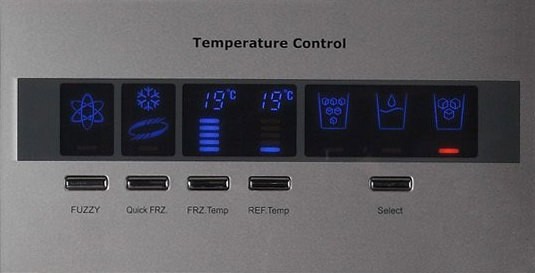 Temperature Control
19°C 19°C
FUZZY Quick FRZ. FRZ.Temp REF.Temp Select